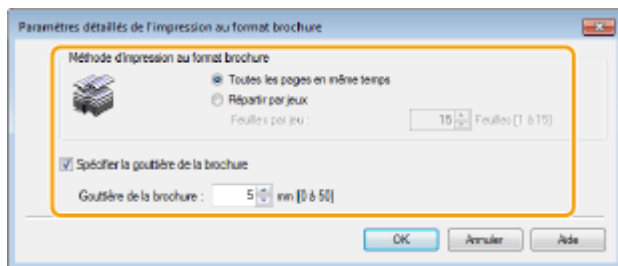 Paramètres détaillés de l'impression au format brochure
Méthode d'impression au format brochure
Toutes les pages en même temps
Répartir par jeux
Feuilles par jeu : 15 Feuilles [1 à 15]
Spécifier la gouttière de la brochure
Gouttière de la brochure : 5 mm [0 à 50]
OK Annuler Aide